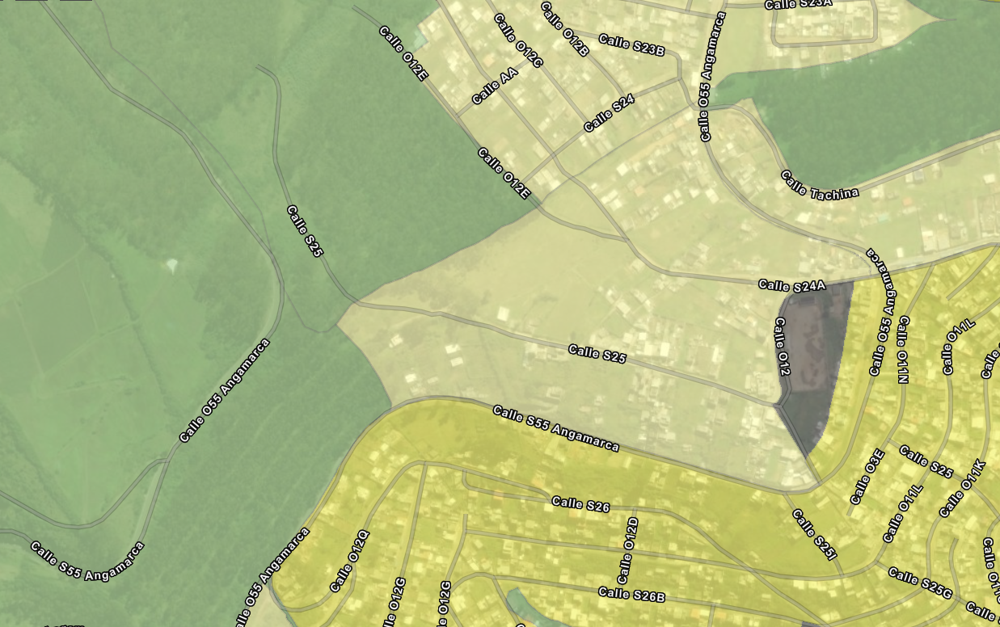 Calle S23A
Calle O12B
Calle O12C
Calle O12E
Calle S23B
Calle O55 Angamarca
Calle AA
Calle S24
Calle O12E
Calle Tachina
Calle S25
Calle S24A
Angamarca
Calle O55 Angamarca
Calle O12
Calle O11N
Calle O11L
Calle
Calle S25
Calle O55 Angamarca
Calle S55 Angamarca
Calle S25
Calle O3E
Calle O11K
Calle O11L
Calle S26
Calle S25I
Calle O12D
Calle O12Q
Calle S55 Angamarca
alle O55 Angamarca
Calle O12G
Calle O12G
Calle S26B
Calle S25G
Calle